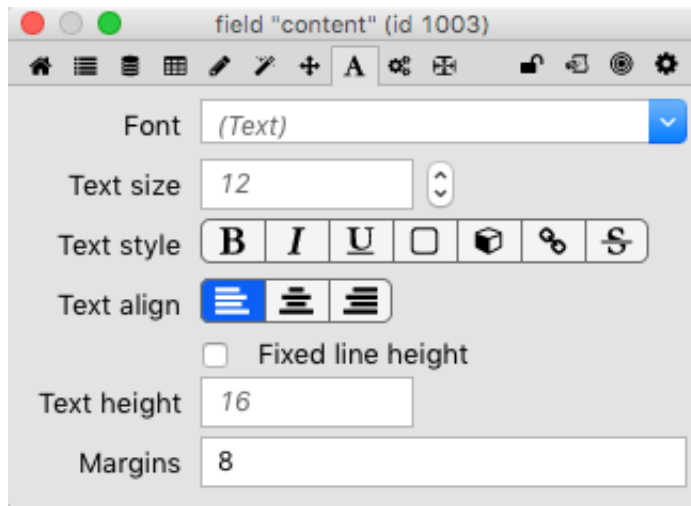 field "content" (id 1003)
A
Font (Text)
Text size 12
Text style B I U S
Text align
Fixed line height
Text height 16
Margins 8